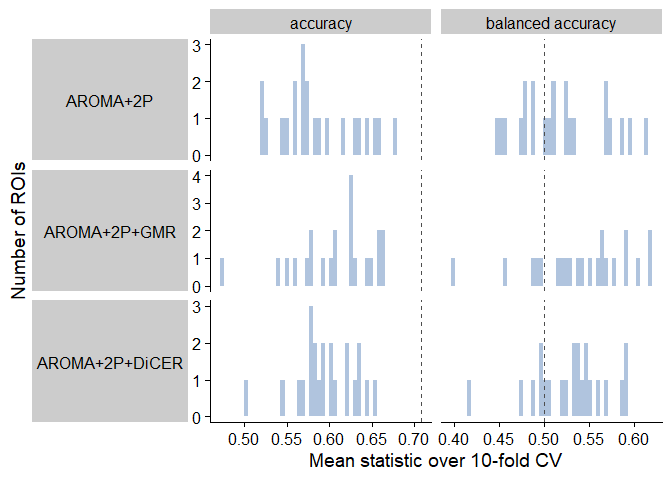 accuracy
balanced accuracy
Number of ROIs
AROMA+2P
3
2
1
0
AROMA+2P+GMR
4
3
2
1
0
AROMA+2P+DiCER
3
2
1
0
0.50 0.55 0.60 0.65 0.70 0.40 0.45 0.50 0.55 0.60
Mean statistic over 10-fold CV